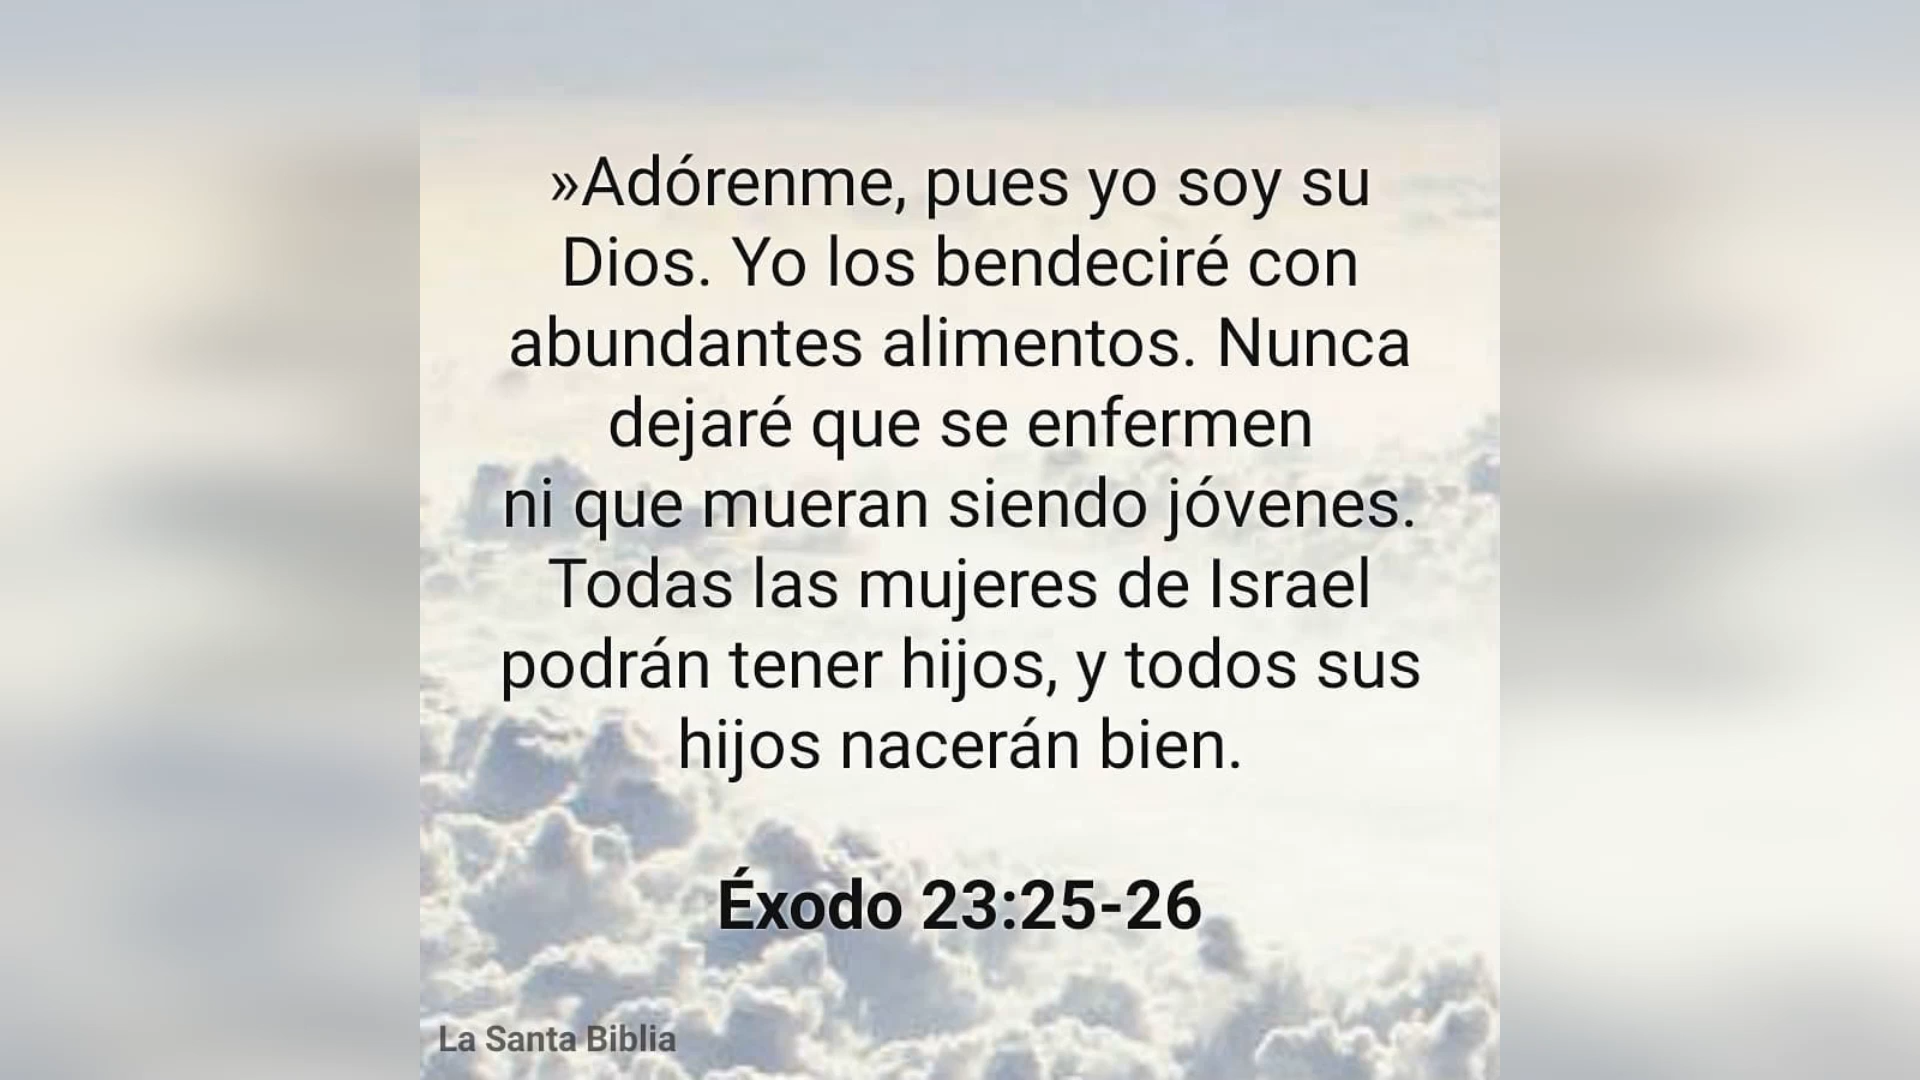 »Adórenme, pues yo soy su
Dios. Yo los bendeciré con
abundantes alimentos. Nunca
dejaré que se enfermen
ni que mueran siendo jóvenes.
Todas las mujeres de Israel
podrán tener hijos, y todos sus
hijos nacerán bien.
Éxodo 23:25-26
La Santa Biblia